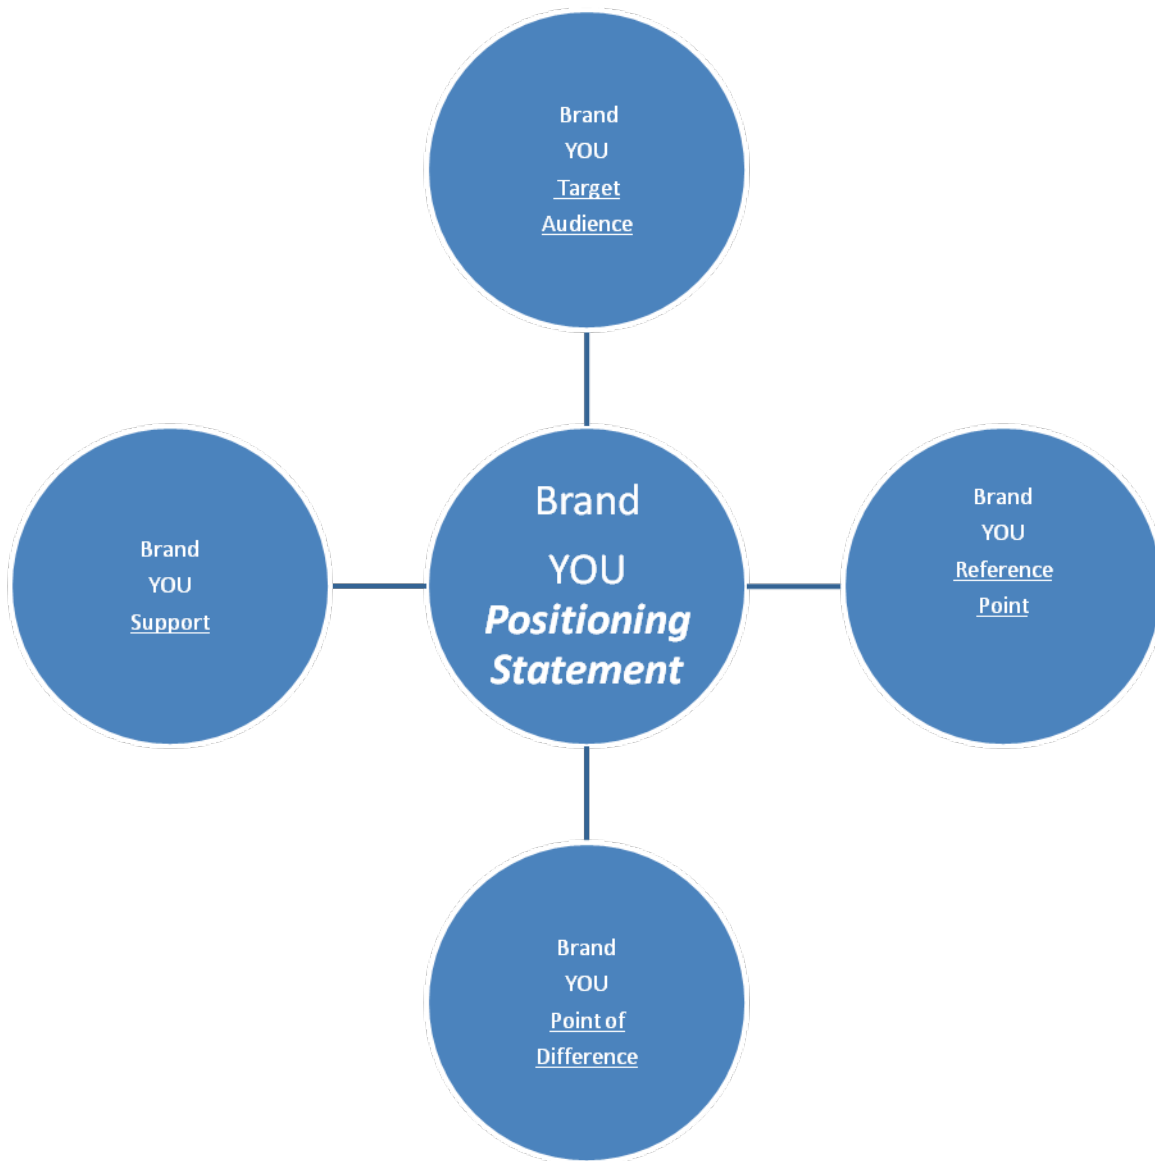 Brand
YOU
Target
Audience
Brand
YOU
Support
Brand
YOU
Positioning
Statement
Brand
YOU
Reference
Point
Brand
YOU
Point of
Difference